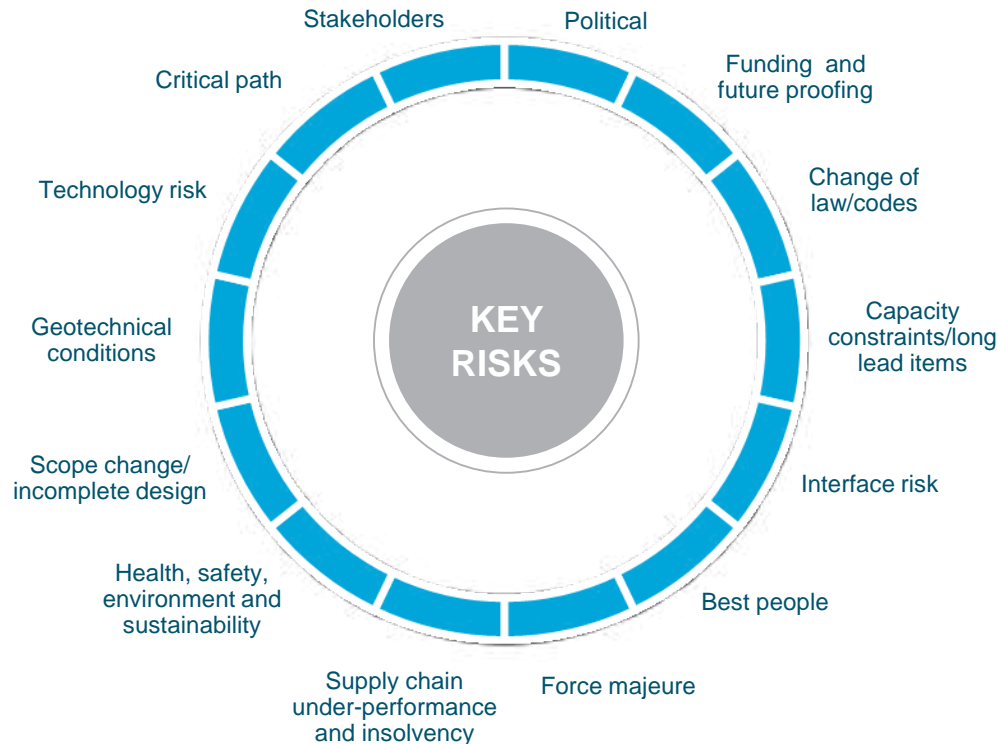 Stakeholders
Political
Funding and
future proofing
Change of
law/codes
Capacity
constraints/long
lead items
Interface risk
Best people
Force majeure
Supply chain
under-performance
and insolvency
Health, safety,
environment and
sustainability
Scope change/
incomplete design
Geotechnical
conditions
Technology risk
Critical path
KEY
RISKS